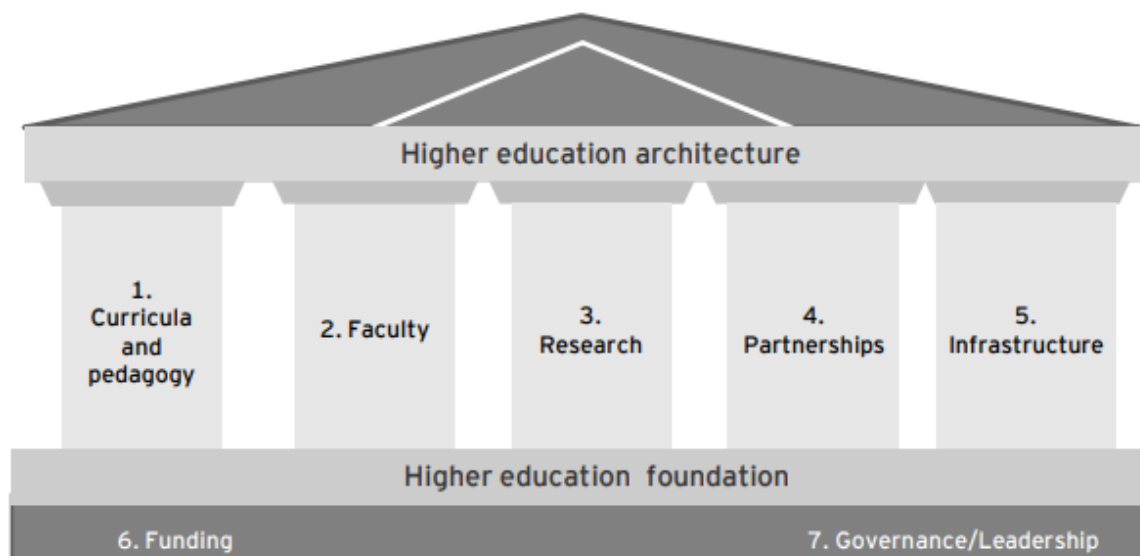 Higher education architecture
1.
Curricula
and
pedagogy
2. Faculty
3.
Research
4.
Partnerships
5.
Infrastructure
Higher education foundation
6. Funding
7. Governance/Leadership